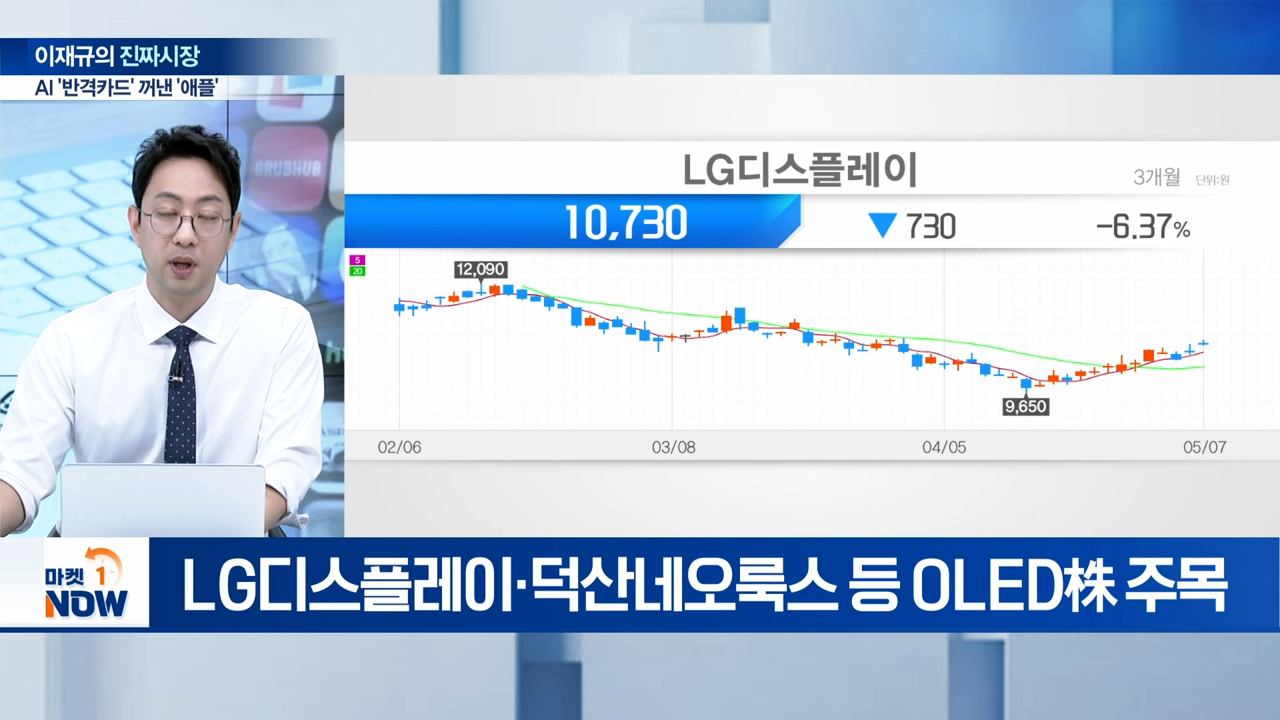 이재규의 진짜시장
AI '반격카드' 꺼낸 '애플'
GRUBHUB
LG디스플레이
3개월 단위:원
10,730 ▼ 730 -6.37%
5
20
12,090
9,650
02/06 03/08 04/05 05/07
마켓 1
NOW
LG디스플레이·덕산네오룩스 등 OLED株 주목